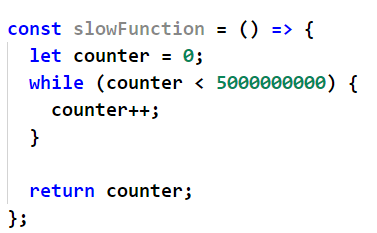 const slowFunction = () => {
  let counter = 0;
  while (counter < 5000000000) {
    counter++;
  }

  return counter;
};